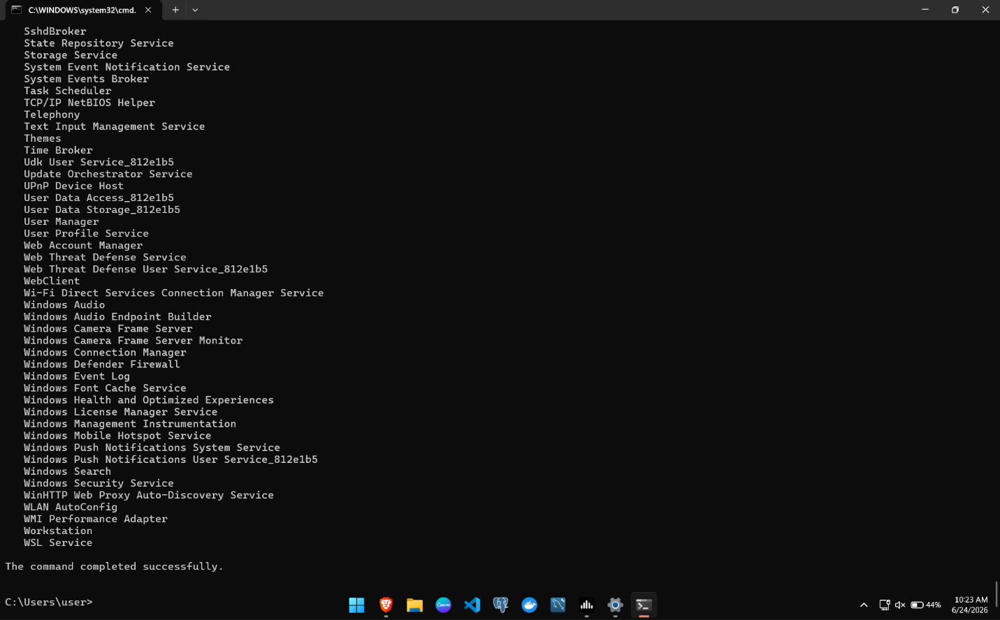 C:\WINDOWS\system32\cmd.
SshdBroker
State Repository Service
Storage Service
System Event Notification Service
System Events Broker
Task Scheduler
TCP/IP NetBIOS Helper
Telephony
Text Input Management Service
Themes
Time Broker
Udk User Service_812e1b5
Update Orchestrator Service
UPnP Device Host
User Data Access_812e1b5
User Data Storage_812e1b5
User Manager
User Profile Service
Web Account Manager
Web Threat Defense Service
Web Threat Defense User Service_812e1b5
WebClient
Wi-Fi Direct Services Connection Manager Service
Windows Audio
Windows Audio Endpoint Builder
Windows Camera Frame Server
Windows Camera Frame Server Monitor
Windows Connection Manager
Windows Defender Firewall
Windows Event Log
Windows Font Cache Service
Windows Health and Optimized Experiences
Windows License Manager Service
Windows Management Instrumentation
Windows Mobile Hotspot Service
Windows Push Notifications System Service
Windows Push Notifications User Service_812e1b5
Windows Search
Windows Security Service
WinHTTP Web Proxy Auto-Discovery Service
WLAN AutoConfig
WMI Performance Adapter
Workstation
WSL Service
The command completed successfully.
C:\Users\user>
Canva
44%
10:23 AM
6/24/2026